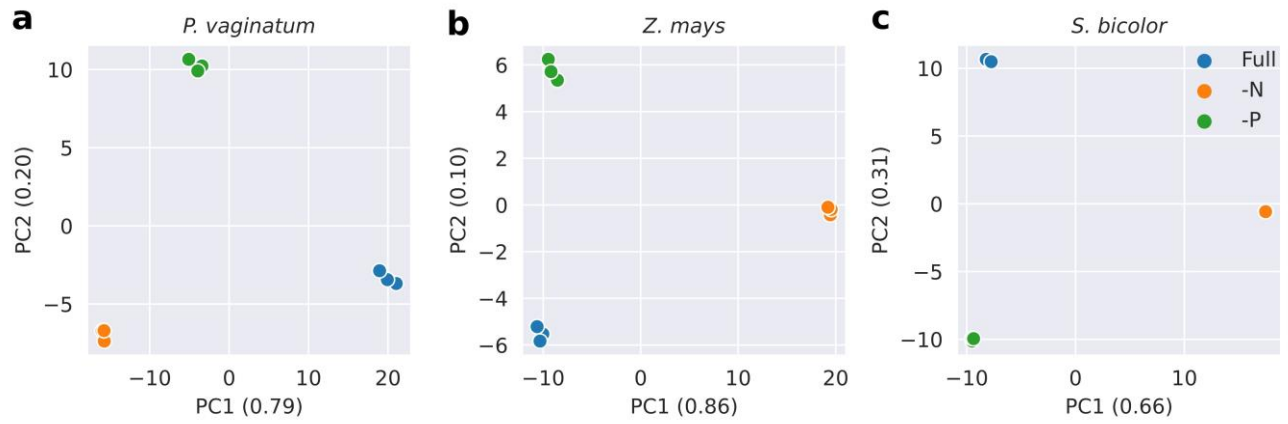 a
P. vaginatum
10
5
0
−5
PC2 (0.20)
−10
0
10
20
PC1 (0.79)
b
Z. mays
6
4
2
0
−2
−4
−6
PC2 (0.10)
−10
0
10
20
PC1 (0.86)
c
S. bicolor
Full
-N
-P
10
5
0
−5
−10
PC2 (0.31)
−10
0
10
PC1 (0.66)